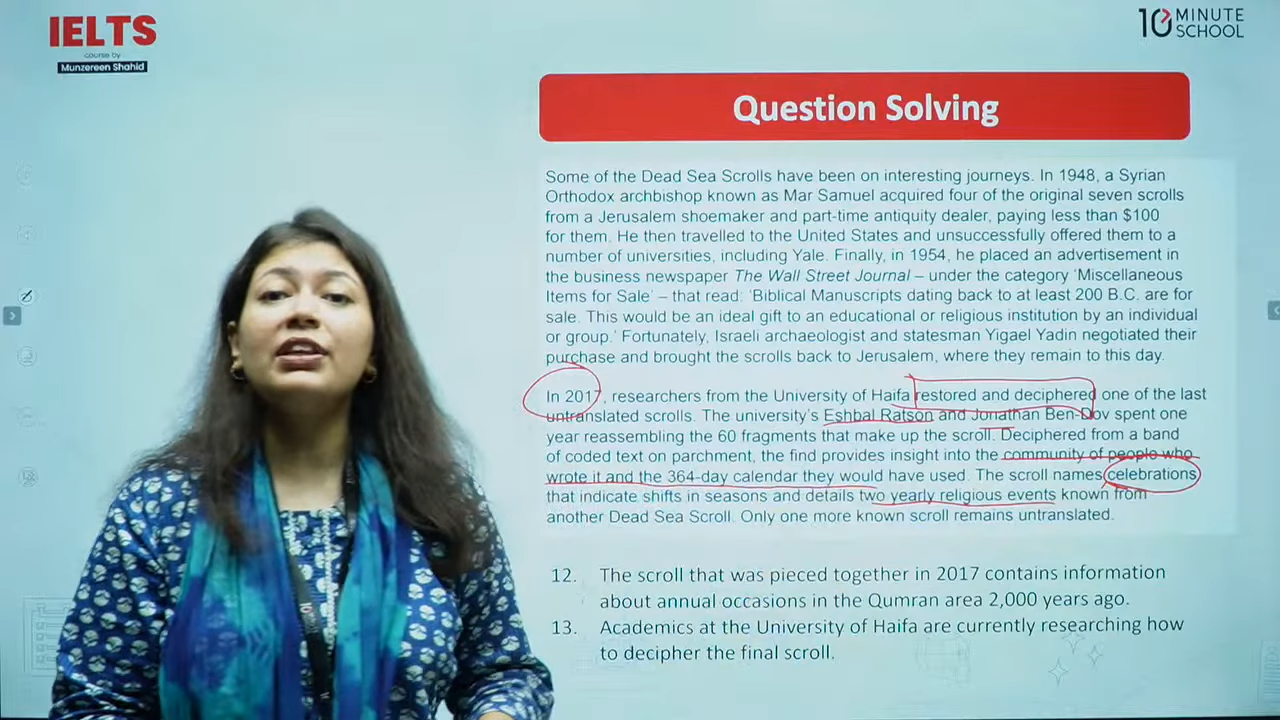 IELTS
course by
Munzereen Shahid
10 MINUTE
SCHOOL
Question Solving
Some of the Dead Sea Scrolls have been on interesting journeys. In 1948, a Syrian
Orthodox archbishop known as Mar Samuel acquired four of the original seven scrolls
from a Jerusalem shoemaker and part-time antiquity dealer, paying less than $100
for them. He then travelled to the United States and unsuccessfully offered them to a
number of universities, including Yale. Finally, in 1954, he placed an advertisement in
the business newspaper The Wall Street Journal – under the category 'Miscellaneous
Items for Sale' – that read: 'Biblical Manuscripts dating back to at least 200 B.C. are for
sale. This would be an ideal gift to an educational or religious institution by an individual
or group.' Fortunately, Israeli archaeologist and statesman Yigael Yadin negotiated their
purchase and brought the scrolls back to Jerusalem, where they remain to this day.
In 2017, researchers from the University of Haifa restored and deciphered one of the last
untranslated scrolls. The university's Eshbal Ratson and Jonathan Ben-Dov spent one
year reassembling the 60 fragments that make up the scroll. Deciphered from a band
of coded text on parchment, the find provides insight into the community of people who
wrote it and the 364-day calendar they would have used. The scroll names celebrations
that indicate shifts in seasons and details two yearly religious events known from
another Dead Sea Scroll. Only one more known scroll remains untranslated.
12. The scroll that was pieced together in 2017 contains information
about annual occasions in the Qumran area 2,000 years ago.
13. Academics at the University of Haifa are currently researching how
to decipher the final scroll.